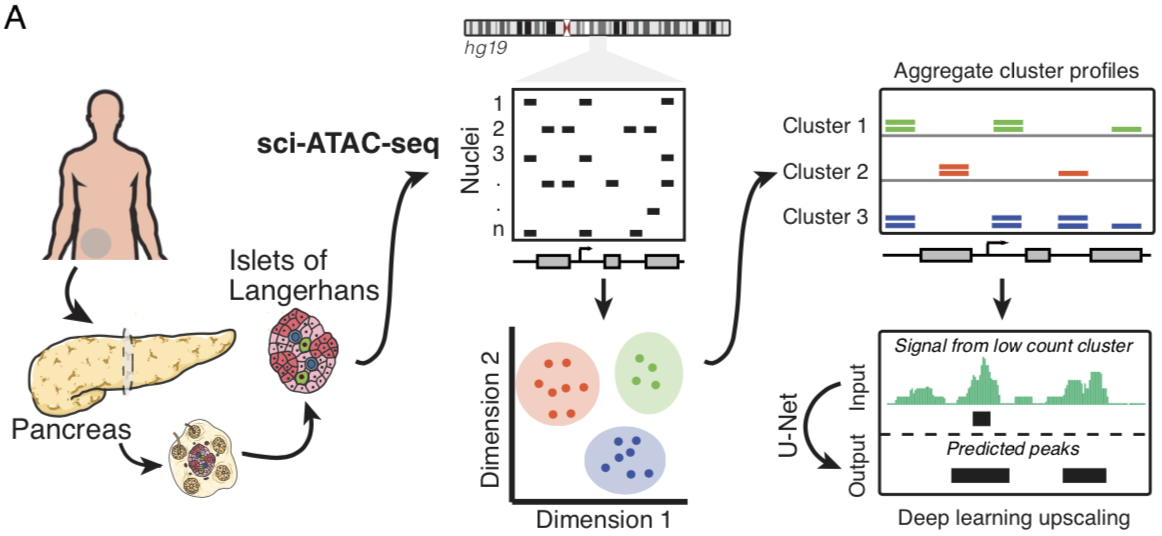 A
hg19
sci-ATAC-seq
Nuclei
1
2
3
.
.
n
Islets of
Langerhans
Pancreas
Dimension 2
Dimension 1
Aggregate cluster profiles
Cluster 1
Cluster 2
Cluster 3
Signal from low count cluster
Input
U-Net
Output
Predicted peaks
Deep learning upscaling